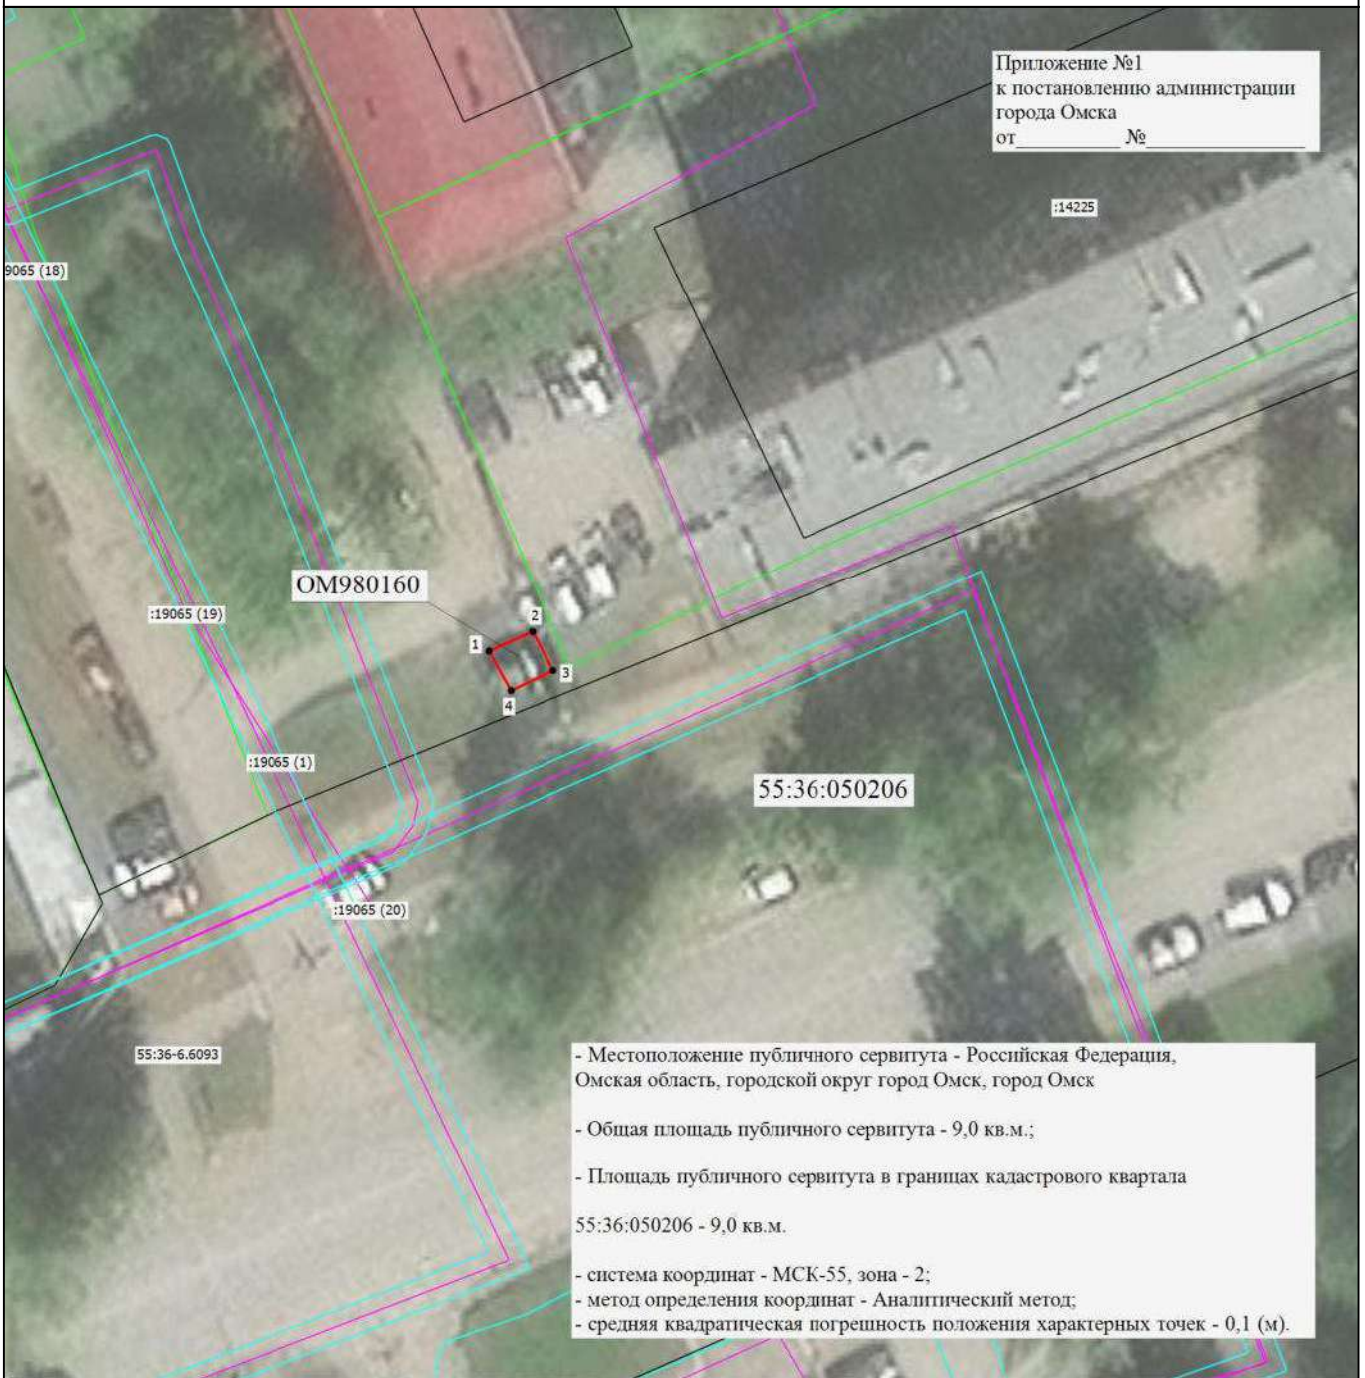 Приложение №1
к постановлению администрации
города Омска
от__________ №_______________
:14225
9065 (18)
OM980160
:19065 (19)
1
2
3
4
:19065 (1)
55:36:050206
:19065 (20)
55:36-6.6093
- Местоположение публичного сервитута - Российская Федерация,
Омская область, городской округ город Омск, город Омск
- Общая площадь публичного сервитута - 9,0 кв.м.;
- Площадь публичного сервитута в границах кадастрового квартала
55:36:050206 - 9,0 кв.м.
- система координат - МСК-55, зона - 2;
- метод определения координат - Аналитический метод;
- средняя квадратическая погрешность положения характерных точек - 0,1 (м).